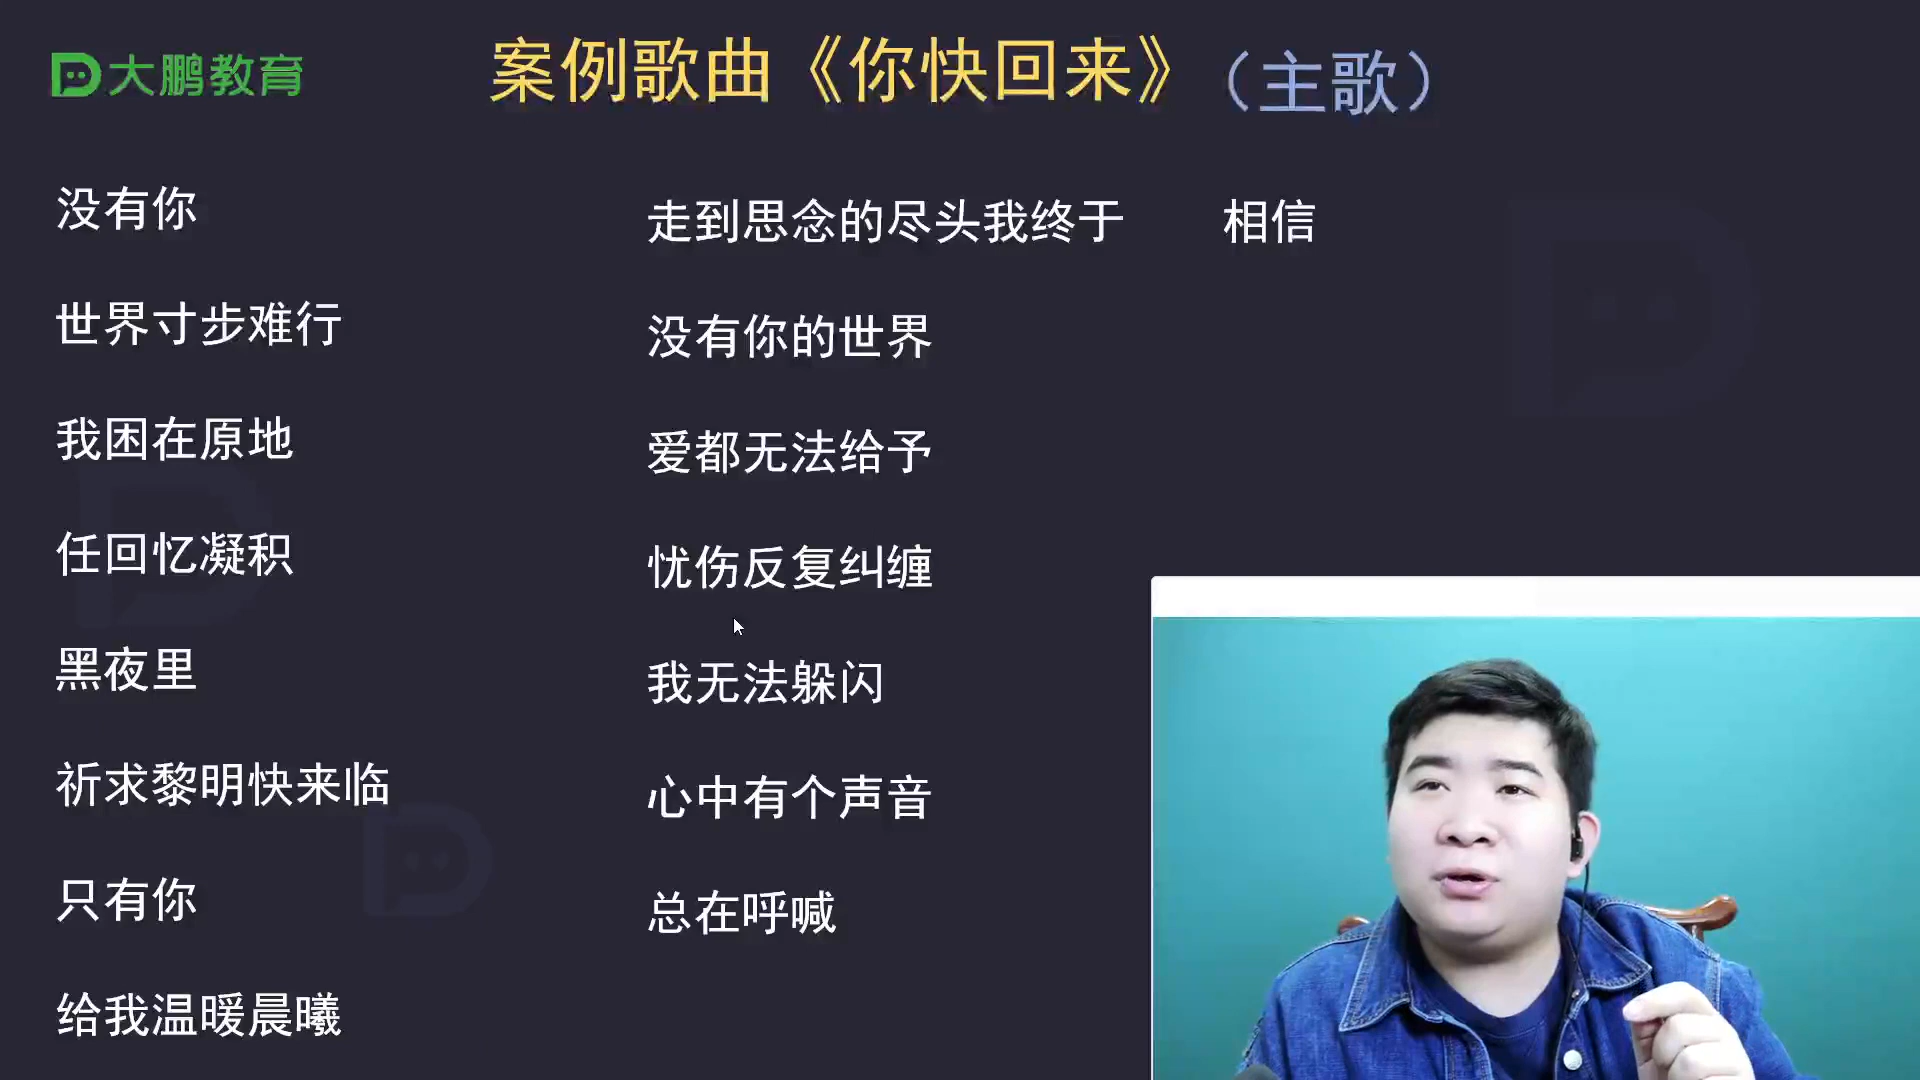 大鹏教育
案例歌曲《你快回来》（主歌）
没有你
世界寸步难行
我困在原地
任回忆凝积
黑夜里
祈求黎明快来临
只有你
给我温暖晨曦
走到思念的尽头我终于 相信
没有你的世界
爱都无法给予
忧伤反复纠缠
我无法躲闪
心中有个声音
总在呼喊